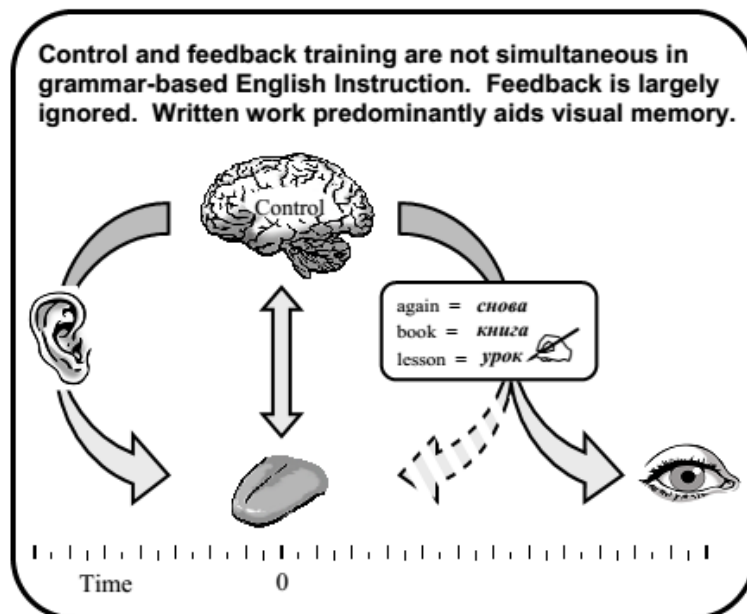 Control and feedback training are not simultaneous in
grammar-based English Instruction.  Feedback is largely
ignored.  Written work predominantly aids visual memory.
Control
again = снова
book = книга
lesson = урок
Time 0